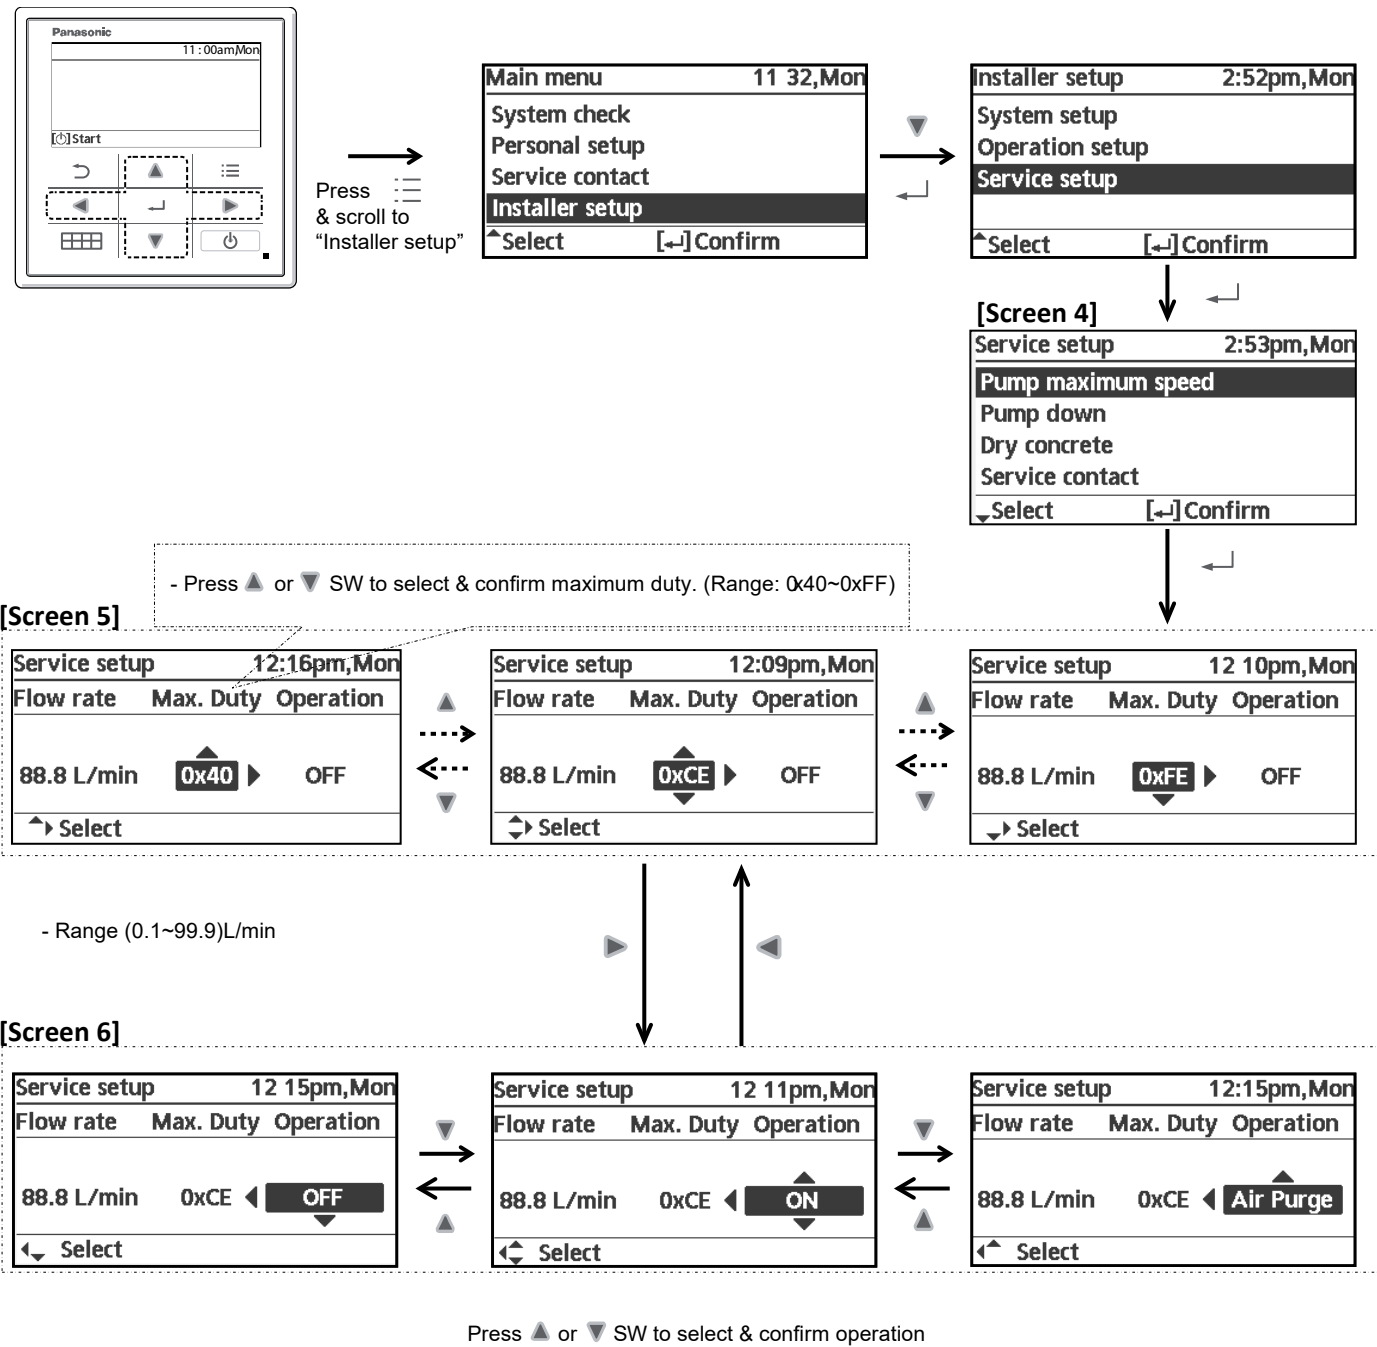 Panasonic
11 : 00am,Mon
[⏻]Start
Press
& scroll to
“Installer setup”
Main menu 11 32,Mon
System check
Personal setup
Service contact
Installer setup
Select [↵]Confirm
Installer setup 2:52pm,Mon
System setup
Operation setup
Service setup
Select [↵]Confirm
[Screen 4]
Service setup 2:53pm,Mon
Pump maximum speed
Pump down
Dry concrete
Service contact
Select [↵]Confirm
- Press ▲ or ▼ SW to select & confirm maximum duty. (Range: 0x40~0xFF)
[Screen 5]
Service setup 12:16pm,Mon
Flow rate Max. Duty Operation
88.8 L/min 0x40 OFF
Select
Service setup 12:09pm,Mon
Flow rate Max. Duty Operation
88.8 L/min 0xCE OFF
Select
Service setup 12 10pm,Mon
Flow rate Max. Duty Operation
88.8 L/min 0xFE OFF
Select
- Range (0.1~99.9)L/min
[Screen 6]
Service setup 12 15pm,Mon
Flow rate Max. Duty Operation
88.8 L/min 0xCE OFF
Select
Service setup 12 11pm,Mon
Flow rate Max. Duty Operation
88.8 L/min 0xCE ON
Select
Service setup 12:15pm,Mon
Flow rate Max. Duty Operation
88.8 L/min 0xCE Air Purge
Select
Press ▲ or ▼ SW to select & confirm operation